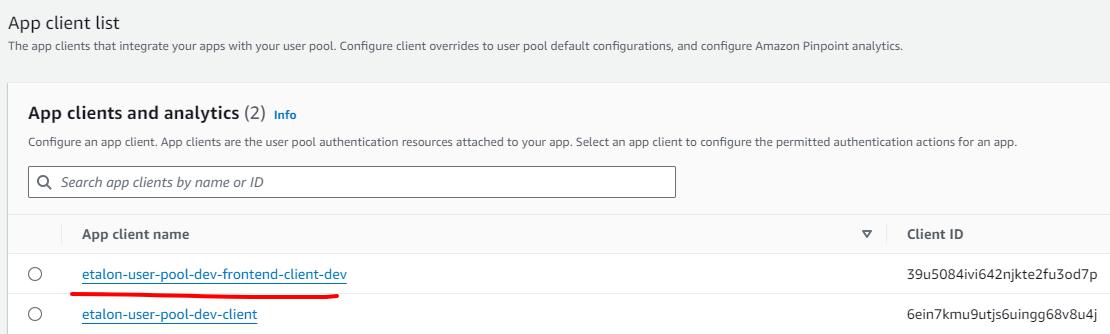 App client list
The app clients that integrate your apps with your user pool. Configure client overrides to user pool default configurations, and configure Amazon Pinpoint analytics.
App clients and analytics (2) Info
Configure an app client. App clients are the user pool authentication resources attached to your app. Select an app client to configure the permitted authentication actions for an app.
Search app clients by name or ID
App client name Client ID
etalon-user-pool-dev-frontend-client-dev 39u5084ivi642njkte2fu3od7p
etalon-user-pool-dev-client 6ein7kmu9utjs6uingg68v8u4j